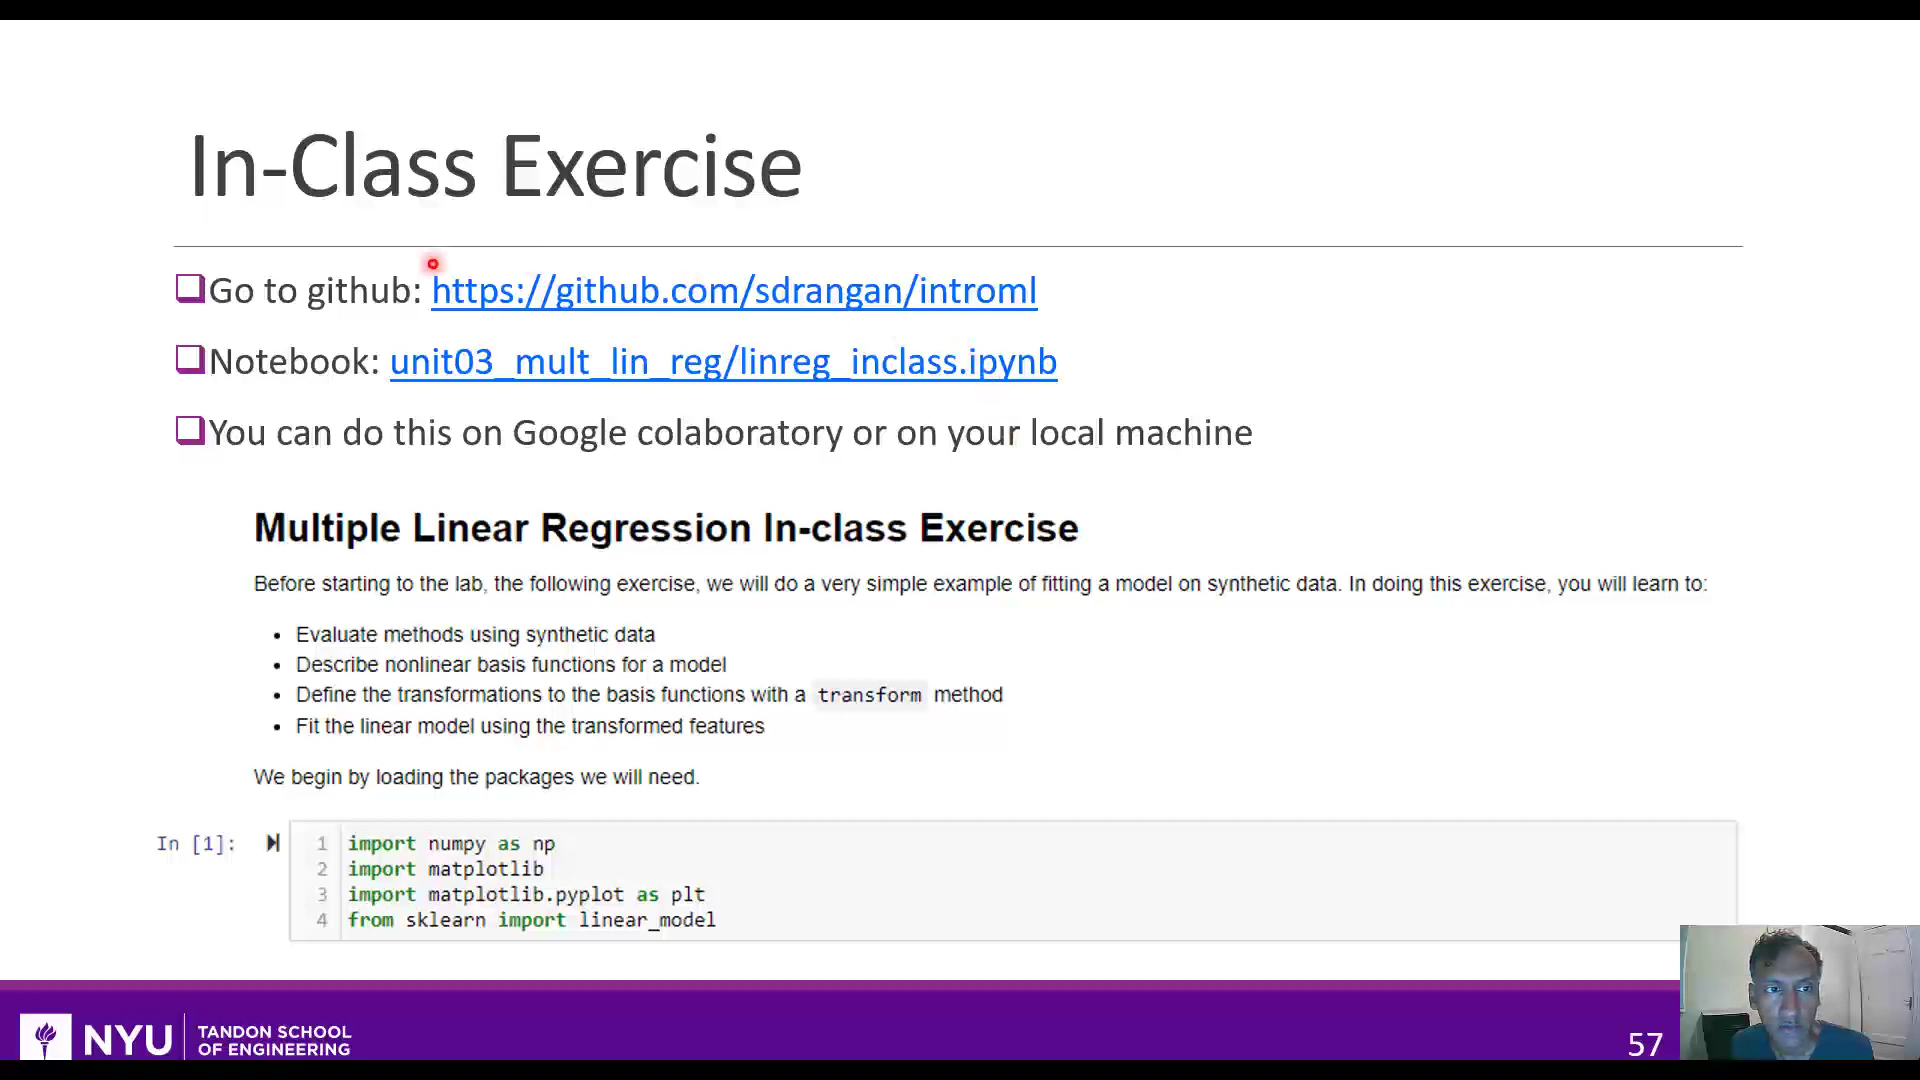 In-Class Exercise
Go to github: https://github.com/sdrangan/introml
Notebook: unit03_mult_lin_reg/linreg_inclass.ipynb
You can do this on Google colaboratory or on your local machine
Multiple Linear Regression In-class Exercise
Before starting to the lab, the following exercise, we will do a very simple example of fitting a model on synthetic data. In doing this exercise, you will learn to:
• Evaluate methods using synthetic data
• Describe nonlinear basis functions for a model
• Define the transformations to the basis functions with a transform method
• Fit the linear model using the transformed features
We begin by loading the packages we will need.
In [1]:
1 import numpy as np
2 import matplotlib
3 import matplotlib.pyplot as plt
4 from sklearn import linear_model
NYU
TANDON SCHOOL
OF ENGINEERING
57